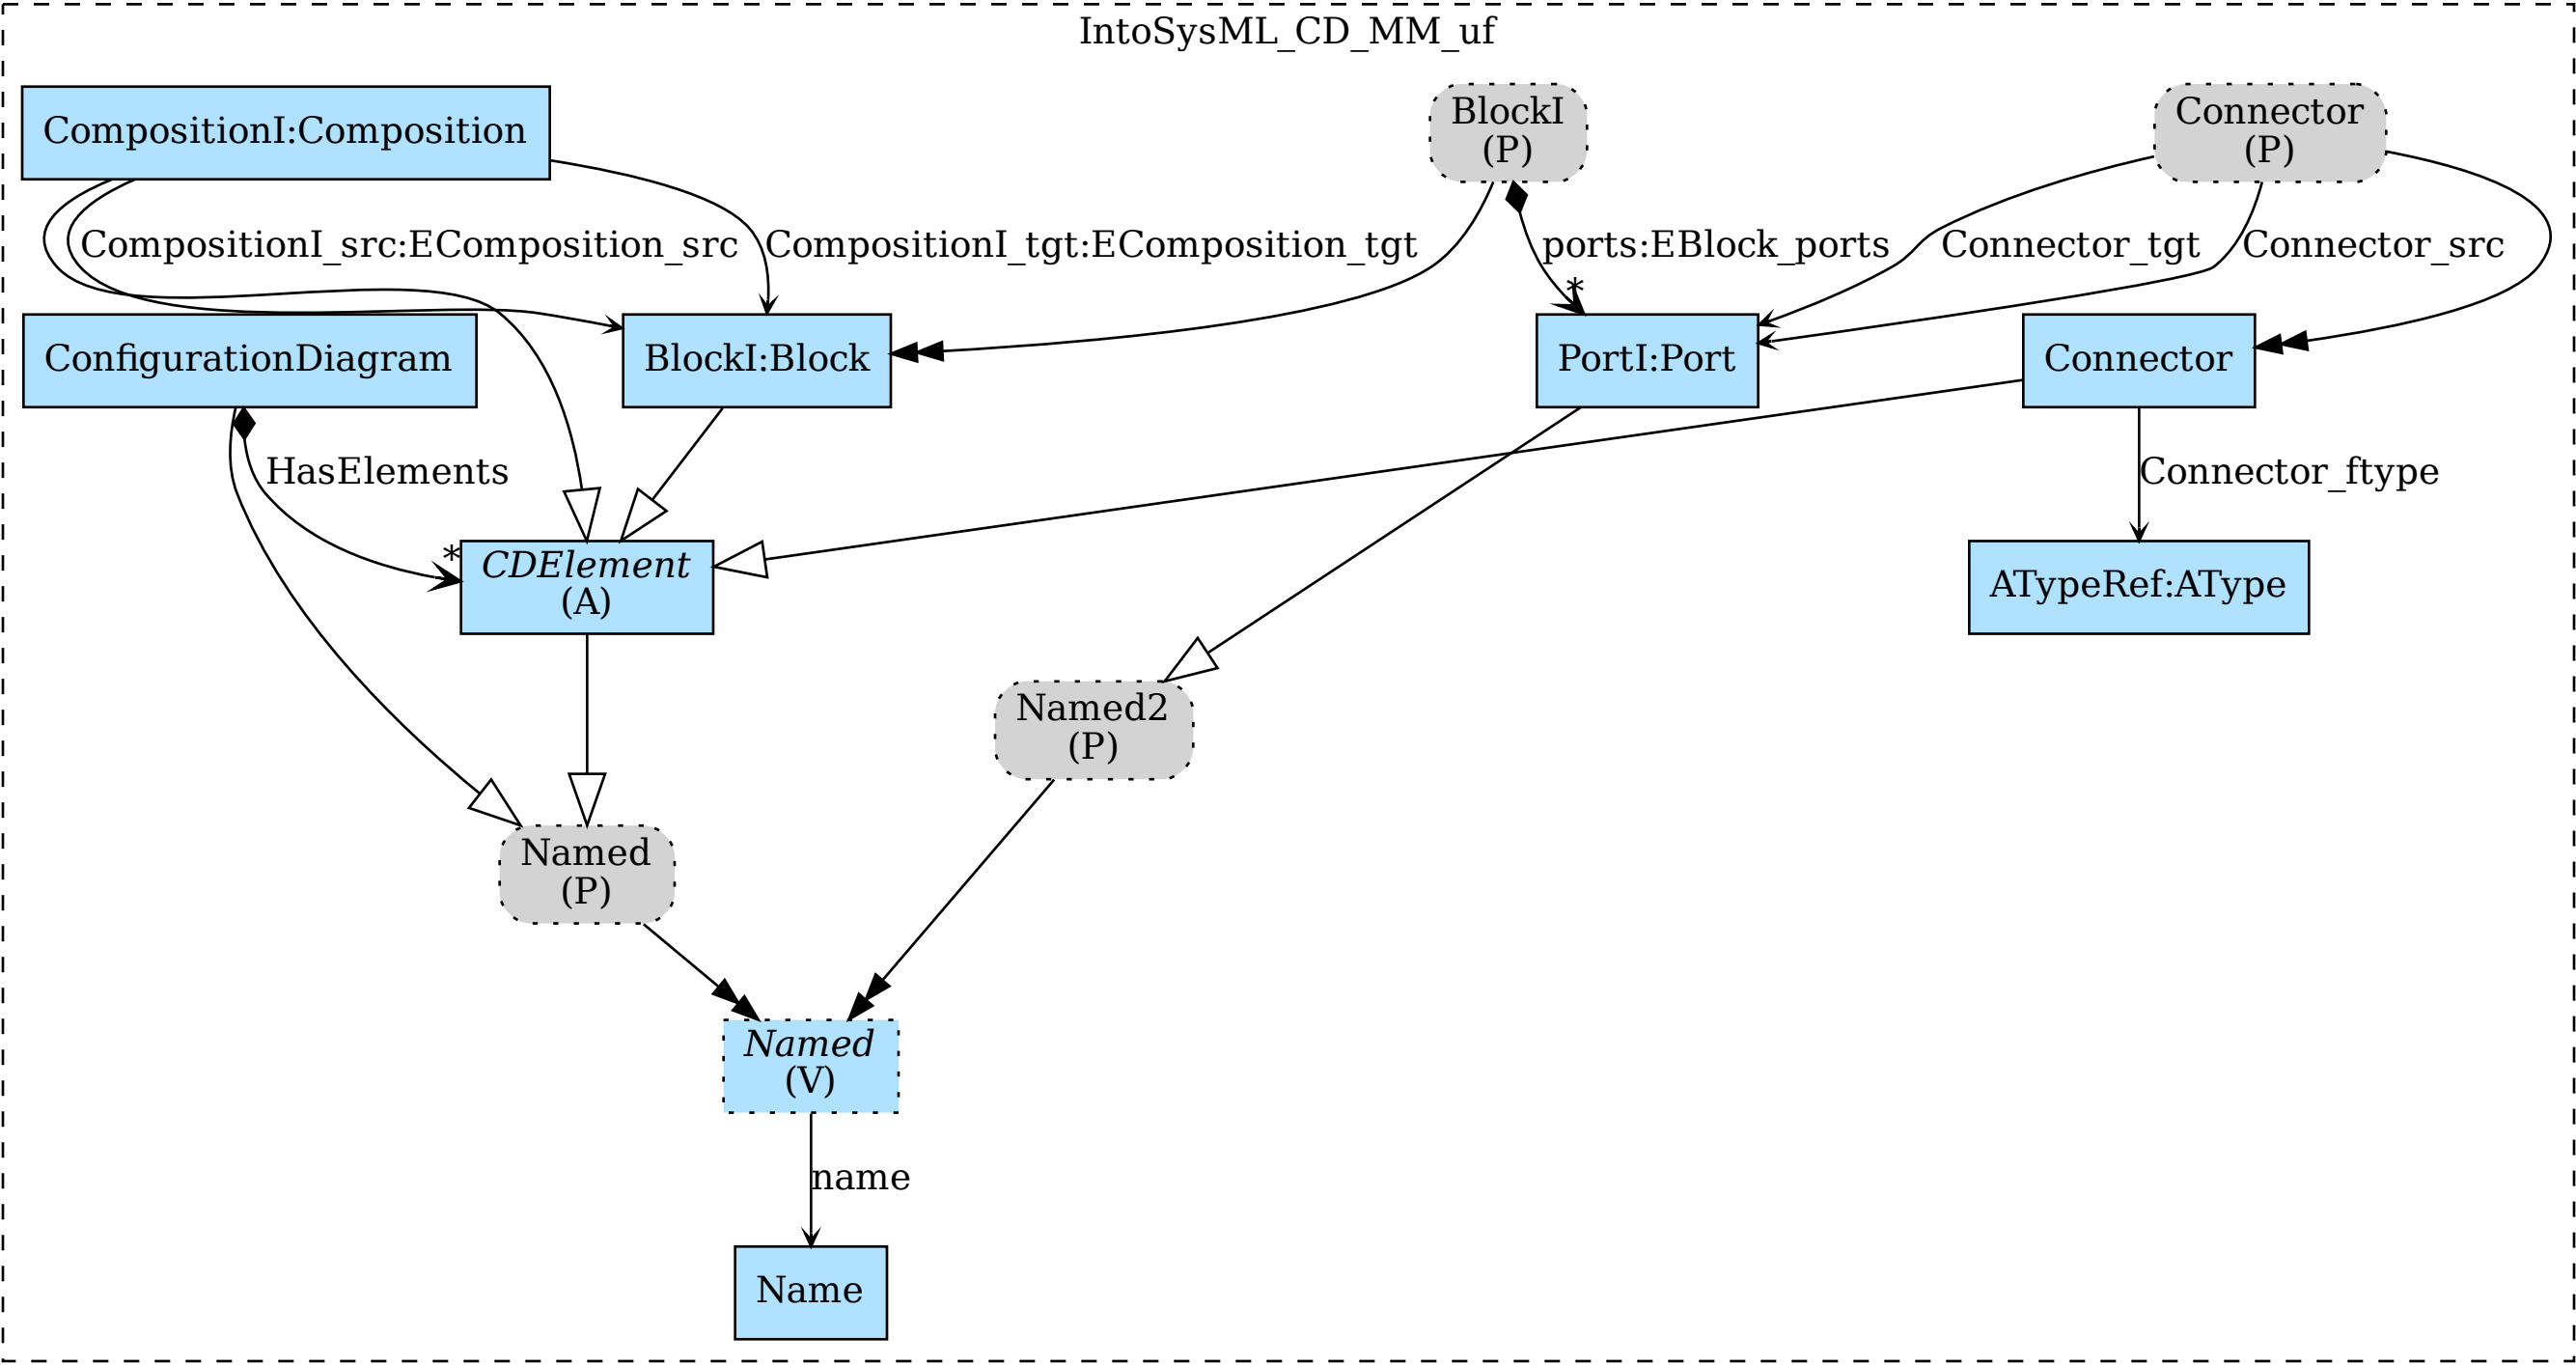 IntoSysML_CD_MM_uf
CompositionI:Composition
BlockI
(P)
Connector
(P)
CompositionI_src:EComposition_src
CompositionI_tgt:EComposition_tgt
ports:EBlock_ports
Connector_tgt
Connector_src
*
ConfigurationDiagram
BlockI:Block
PortI:Port
Connector
HasElements
Connector_ftype
*
CDElement
(A)
ATypeRef:AType
Named2
(P)
Named
(P)
Named
(V)
name
Name